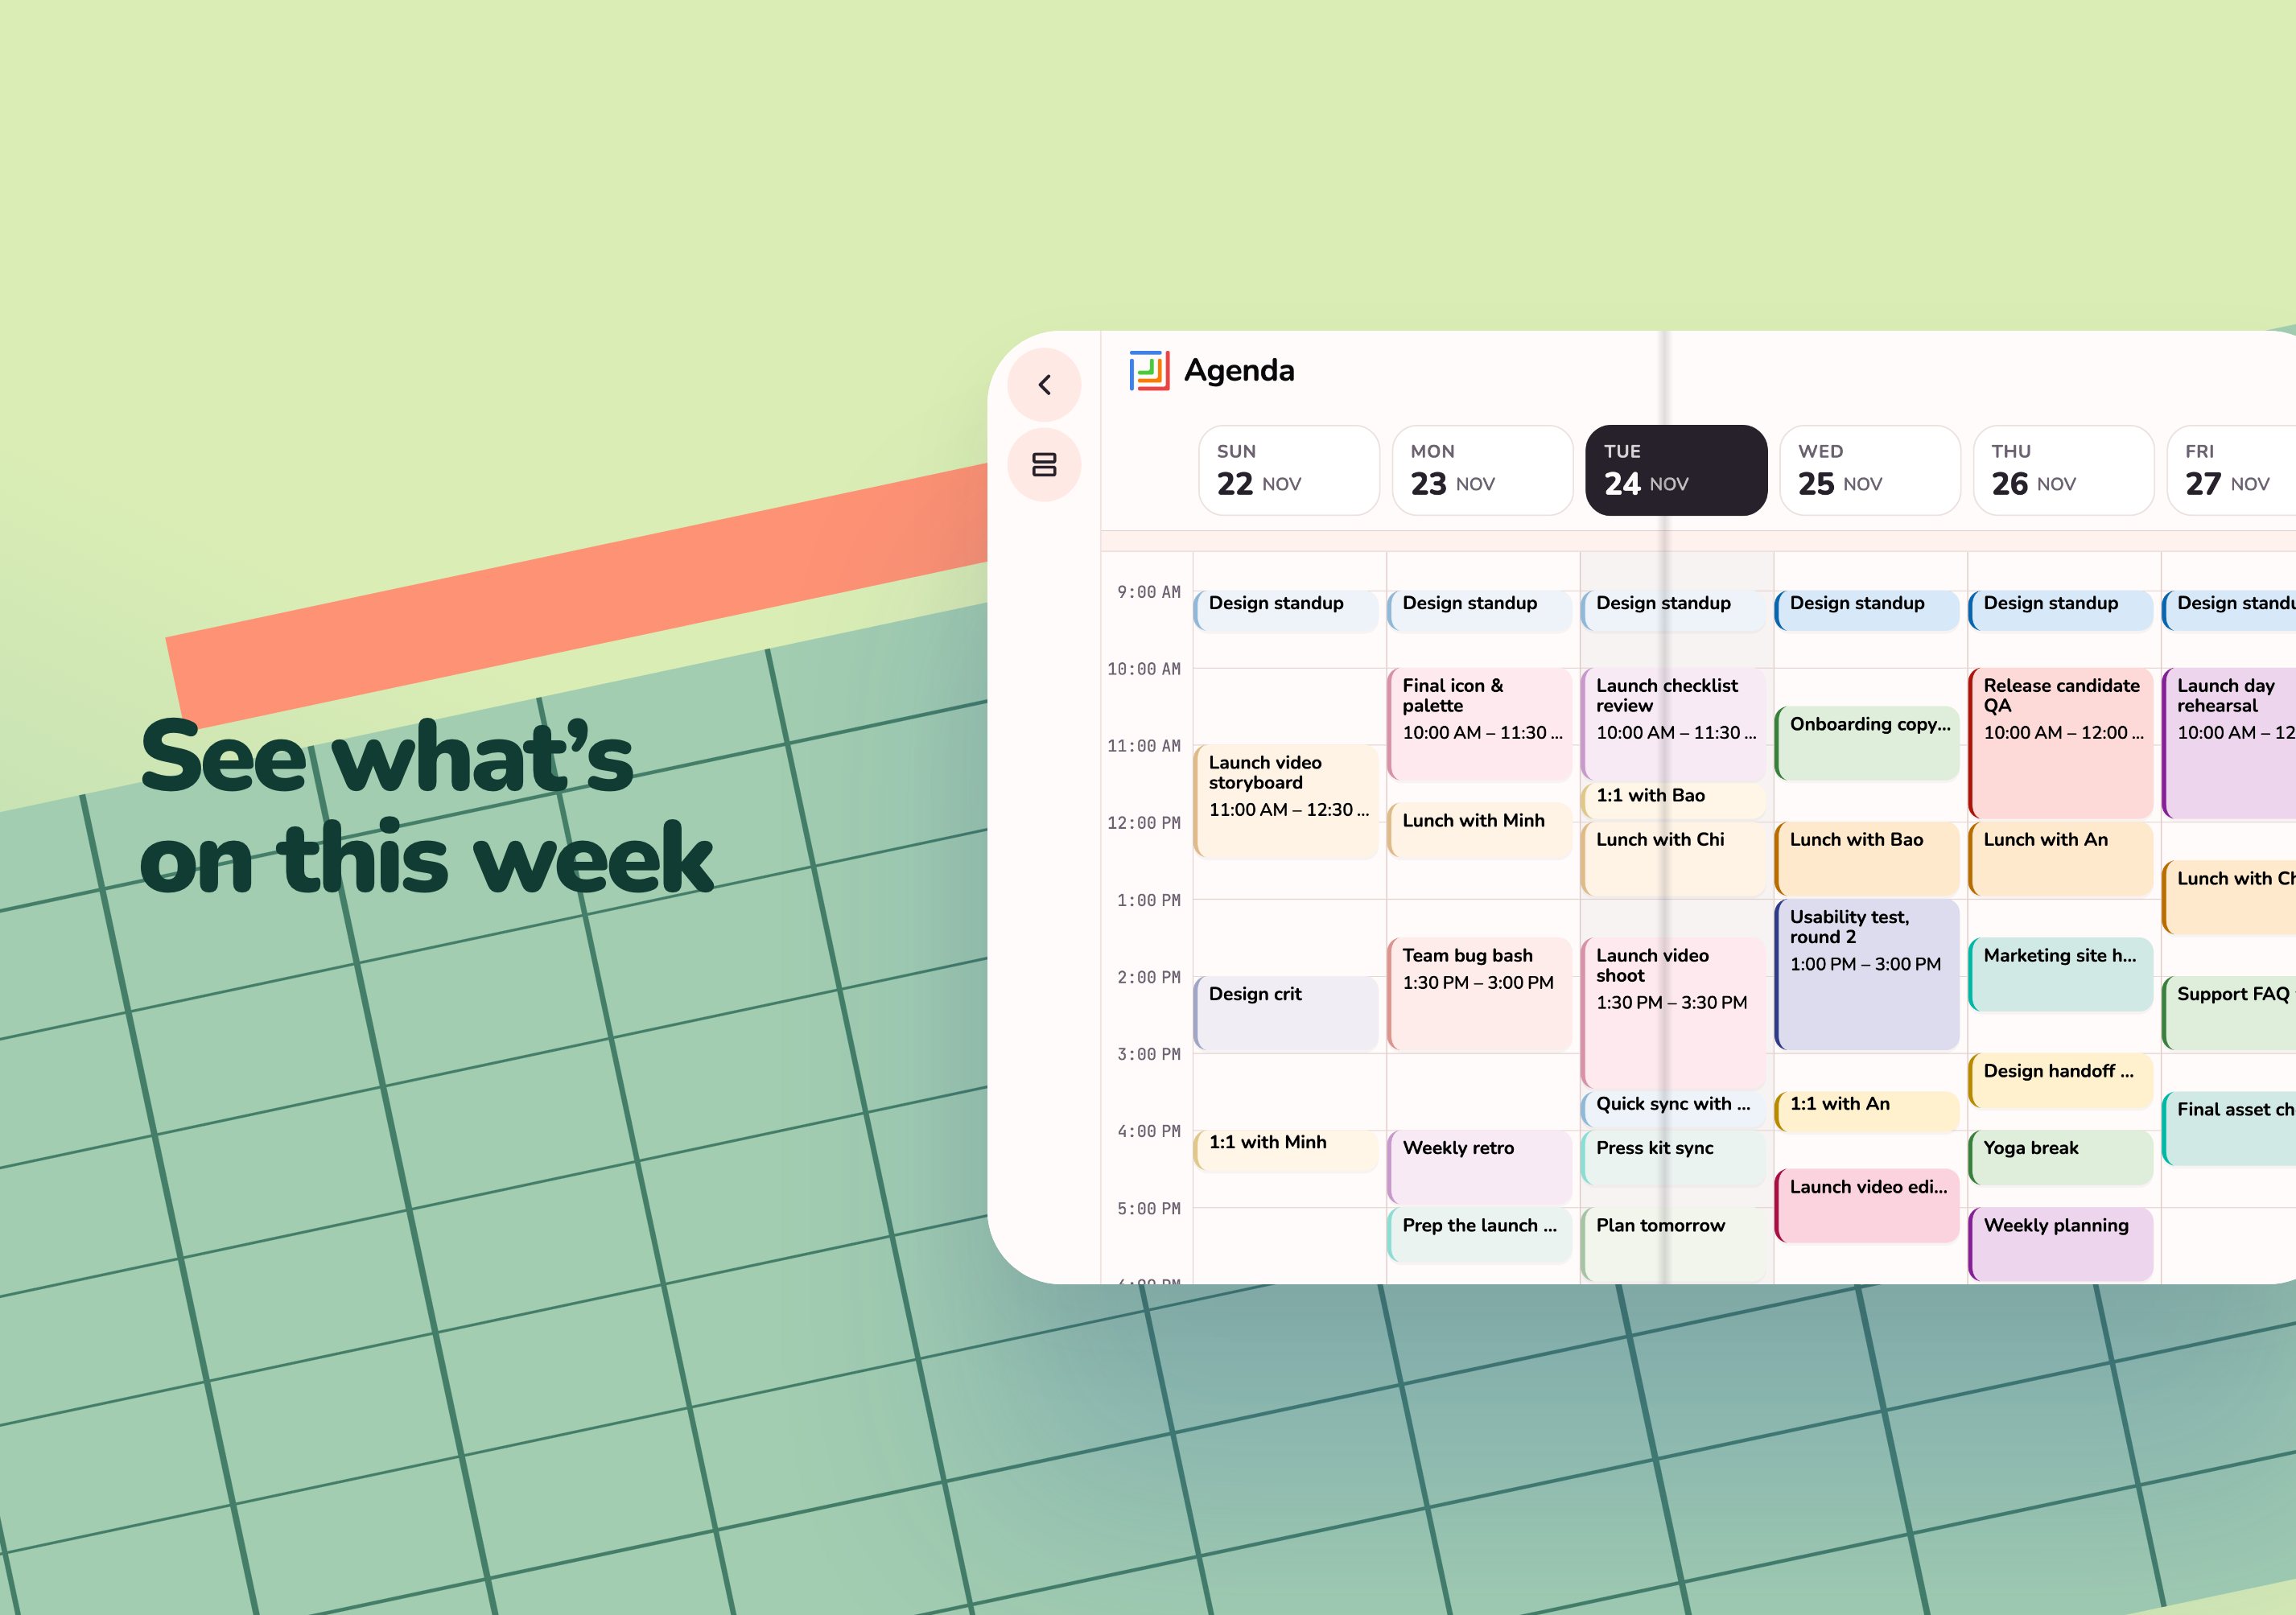 See what's
on this week
Agenda
SUN
22 NOV
MON
23 NOV
TUE
24 NOV
WED
25 NOV
THU
26 NOV
FRI
27 NOV
9:00 AM
10:00 AM
11:00 AM
12:00 PM
1:00 PM
2:00 PM
3:00 PM
4:00 PM
5:00 PM
Design standup
Launch video
storyboard
11:00 AM – 12:30 ...
Design crit
1:1 with Minh
Design standup
Final icon &
palette
10:00 AM – 11:30 ...
Lunch with Minh
Team bug bash
1:30 PM – 3:00 PM
Weekly retro
Prep the launch ...
Design standup
Launch checklist
review
10:00 AM – 11:30 ...
1:1 with Bao
Lunch with Chi
Launch video
shoot
1:30 PM – 3:30 PM
Quick sync with ...
Press kit sync
Plan tomorrow
Design standup
Onboarding copy...
Lunch with Bao
Usability test,
round 2
1:00 PM – 3:00 PM
1:1 with An
Launch video edi...
Design standup
Release candidate
QA
10:00 AM – 12:00 ...
Lunch with An
Marketing site h...
Design handoff ...
Yoga break
Weekly planning
Design
Launch day
rehearsal
10:00 AM – 12
Lunch with
Support FAQ
Final asset